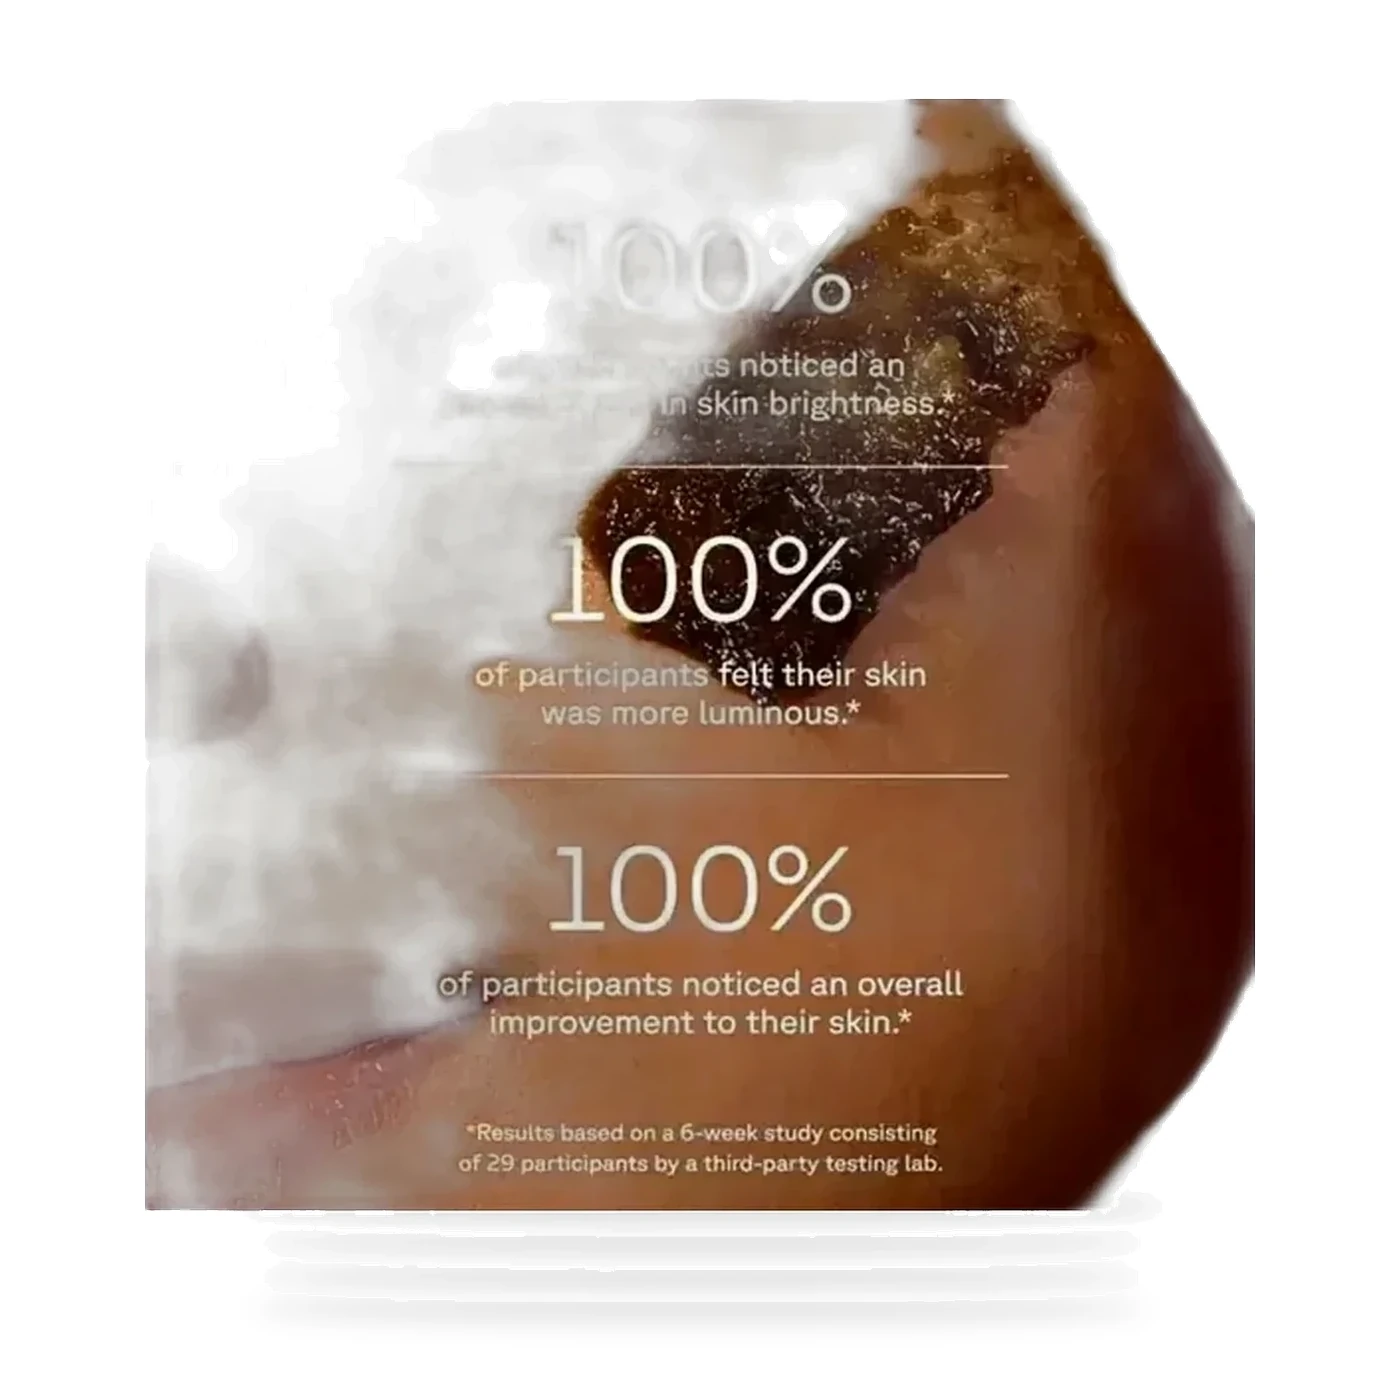 100%
noticed an
in skin brightness.*
100%
of participants felt their skin
was more luminous.*
100%
of participants noticed an overall
improvement to their skin.*
*Results based on a 6-week study consisting
of 29 participants by a third-party testing lab.